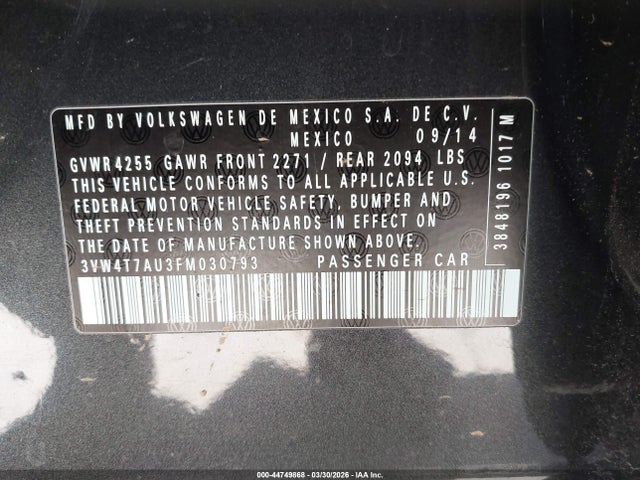 MFD BY VOLKSWAGEN DE MEXICO S.A. DE C.V.
MEXICO 09/14
GVWR 4255 GAWR FRONT 2271 / REAR 2094 LBS
THIS VEHICLE CONFORMS TO ALL APPLICABLE U.S.
FEDERAL MOTOR VEHICLE SAFETY, BUMPER AND
THEFT PREVENTION STANDARDS IN EFFECT ON
THE DATE OF MANUFACTURE SHOWN ABOVE.
3VW4T7AU3FM030793 PASSENGER CAR
3848196 1017 M
000-44749868 | 03/30/2026 | IAA Inc.